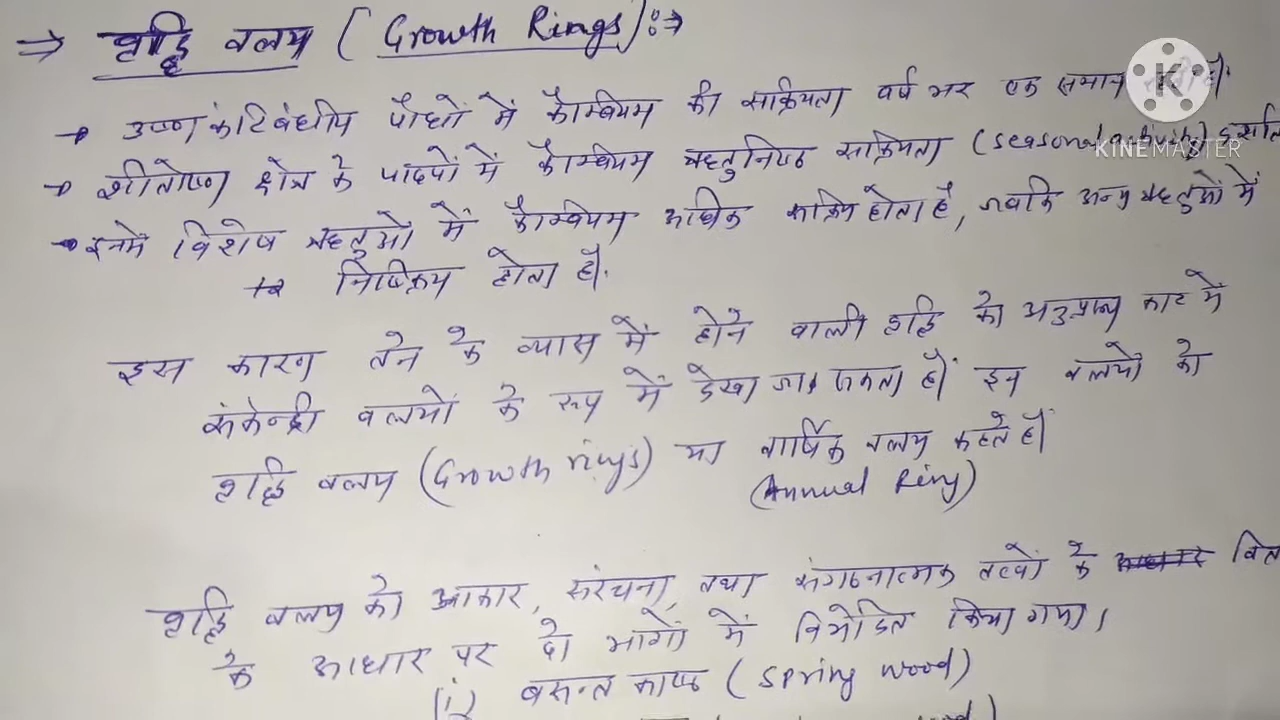 ⇒ वृद्धि वलय ( Growth Rings ) :→
→ उष्ण कटिबंधीय पौधों में कैम्बियम की सक्रियता वर्ष भर एक समान
→ शीतोष्ण क्षेत्र के पादपों में कैम्बियम ऋतुनिष्ठ सक्रियता (seasonal activity)
→ इनमें विशेष ऋतुओं में कैम्बियम अधिक सक्रिय होता है, जबकि अन्य ऋतुओं में
निष्क्रिय होता है।
इस कारण तने के व्यास में होने वाली वृद्धि को अनुप्रस्थ काट में
संकेन्द्री वलयों के रूप में देखा जा सकता है। इन वलयों को
वृद्धि वलय (Growth rings) या वार्षिक वलय कहते हैं।
(Annual Ring)
वृद्धि वलय को आकार, संरचना, तथा संगठनात्मक तत्वों के
के आधार पर दो भागों में विभेदित किया गया।
(i) बसन्त काष्ठ ( Spring wood)
KINEMASTER